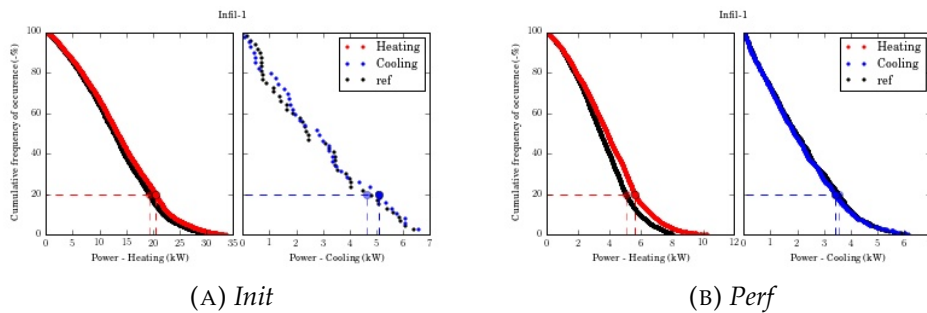 Infil-1
Cumulative frequency of occurence (-%)
100
80
60
40
20
0
0 5 10 15 20 25 30 35
Power - Heating (kW)
Heating
Cooling
ref
0 1 2 3 4 5 6 7
Power - Cooling (kW)
(A) Init
Infil-1
Cumulative frequency of occurence (-%)
100
80
60
40
20
0
0 2 4 6 8 10 12
Power - Heating (kW)
Heating
Cooling
ref
0 1 2 3 4 5 6
Power - Cooling (kW)
(B) Perf